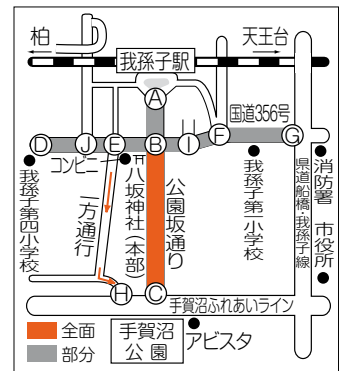 柏
天王台
我孫子駅
A
国道356号
D
J
E
B
I
F
G
コンビニ
我孫子第四小学校
一方通行
八坂神社(本部)
公園坂通り
我孫子第一小学校
県道船橋・我孫子線
消防署
市役所
H
C
手賀沼ふれあいライン
全面
部分
手賀沼
公園
アビスタ